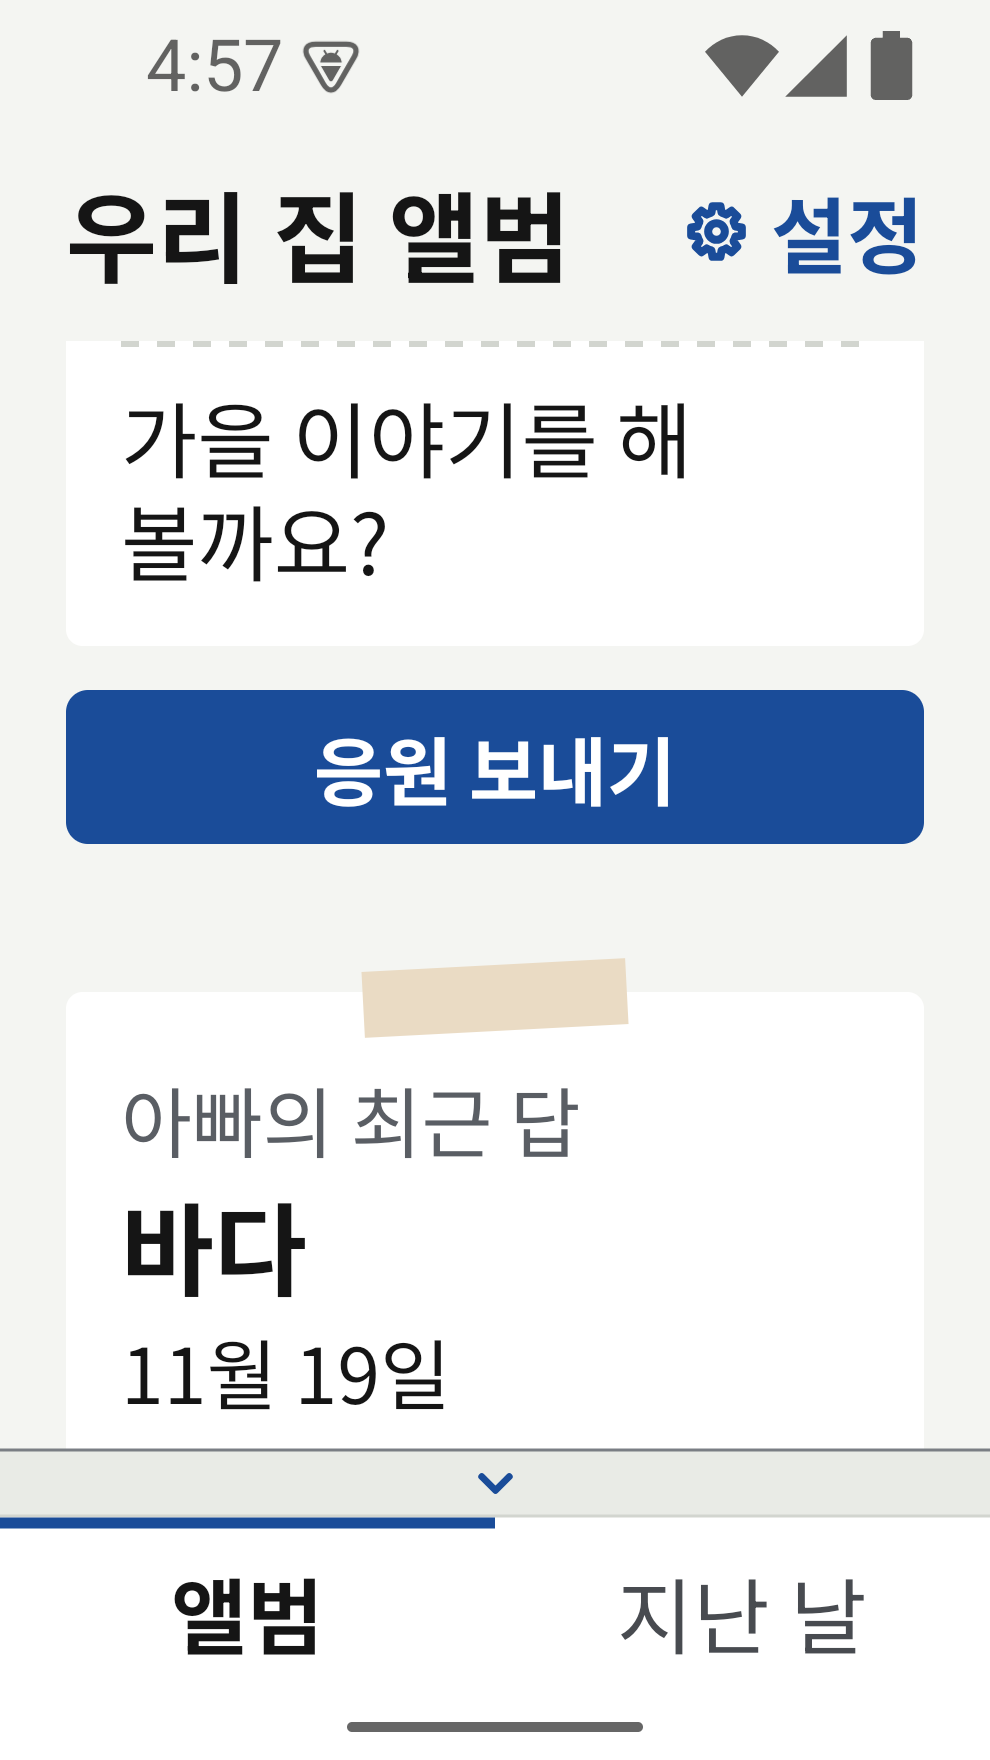 4:57
우리 집 앨범
설정
가을 이야기를 해
볼까요?
응원 보내기
아빠의 최근 답
바다
11월 19일
앨범
지난 날